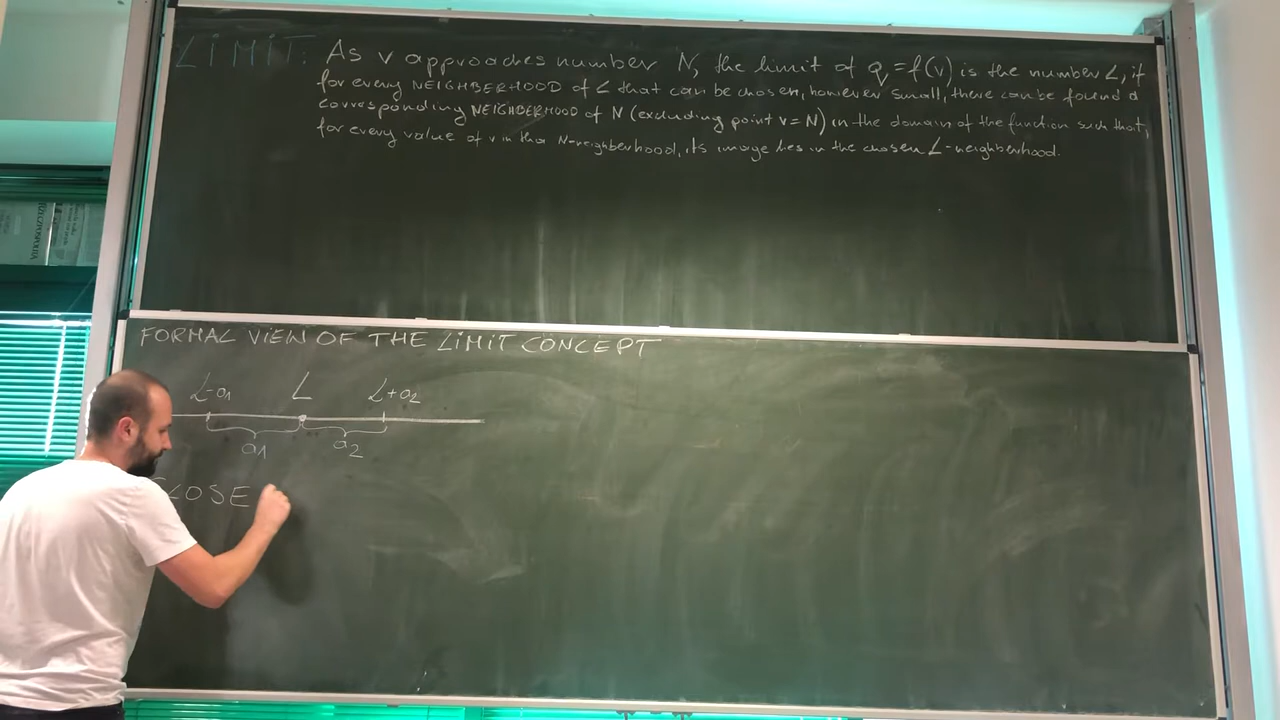 LIMIT: As v approaches number N, the limit of q = f(v) is the number L, if
for every NEIGHBERHOOD of L that can be chosen, however small, there can be found a
corresponding NEIGHBERHOOD of N (excluding point v = N) in the domain of the function such that,
for every value of v in that N-neighberhood, its image lies in the chosen L-neighberhood.
FORMAL VIEW OF THE LIMIT CONCEPT
L-a1 L L+a2
a1 a2
CLOSE